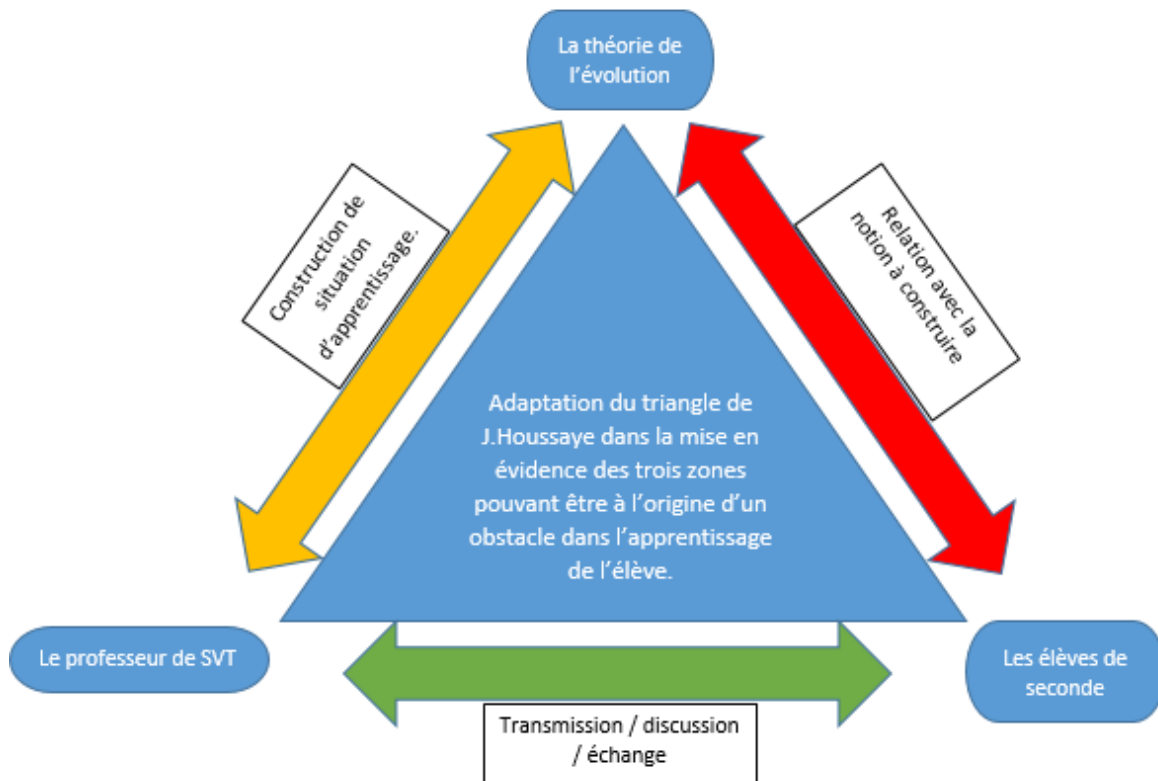 La théorie de
l'évolution
Construction de
situation
d'apprentissage.
Relation avec la
notion à construire
Adaptation du triangle de
J.Houssaye dans la mise en
évidence des trois zones
pouvant être à l'origine d'un
obstacle dans l'apprentissage
de l'élève.
Le professeur de SVT
Les élèves de
seconde
Transmission / discussion
/ échange